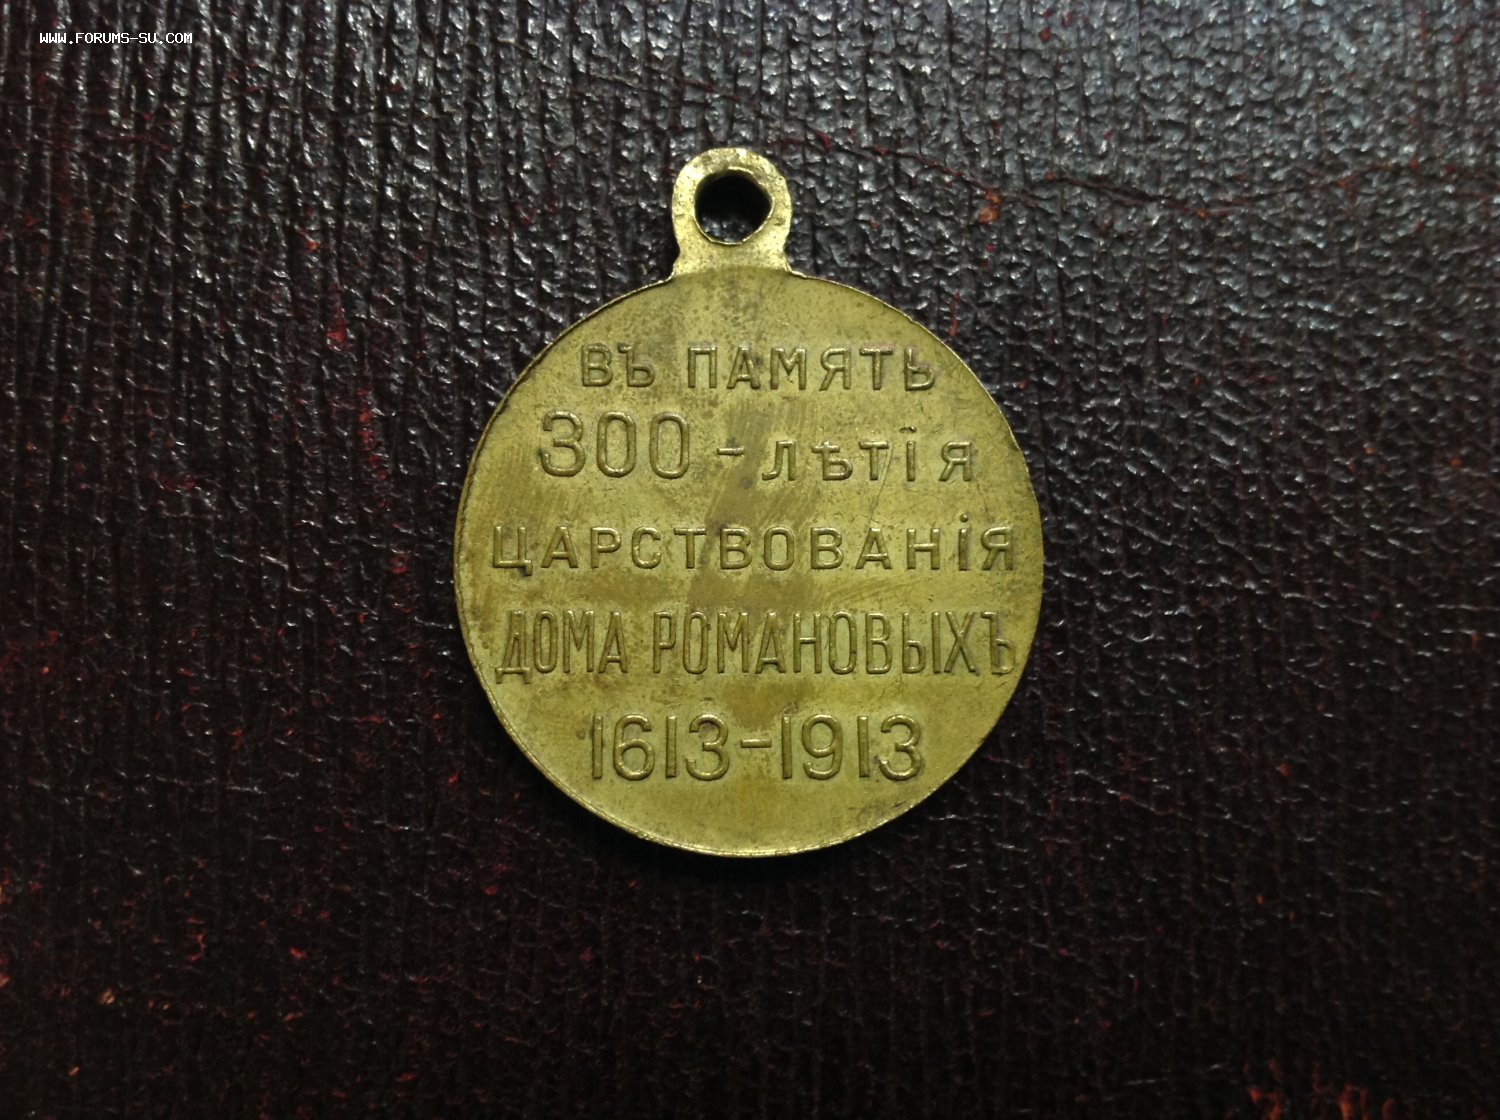 WWW.FORUMS-SU.COM
ВЪ ПАМЯТЬ
300 - ЛѢТІЯ
ЦАРСТВОВАНІЯ
ДОМА РОМАНОВЫХЪ
1613-1913